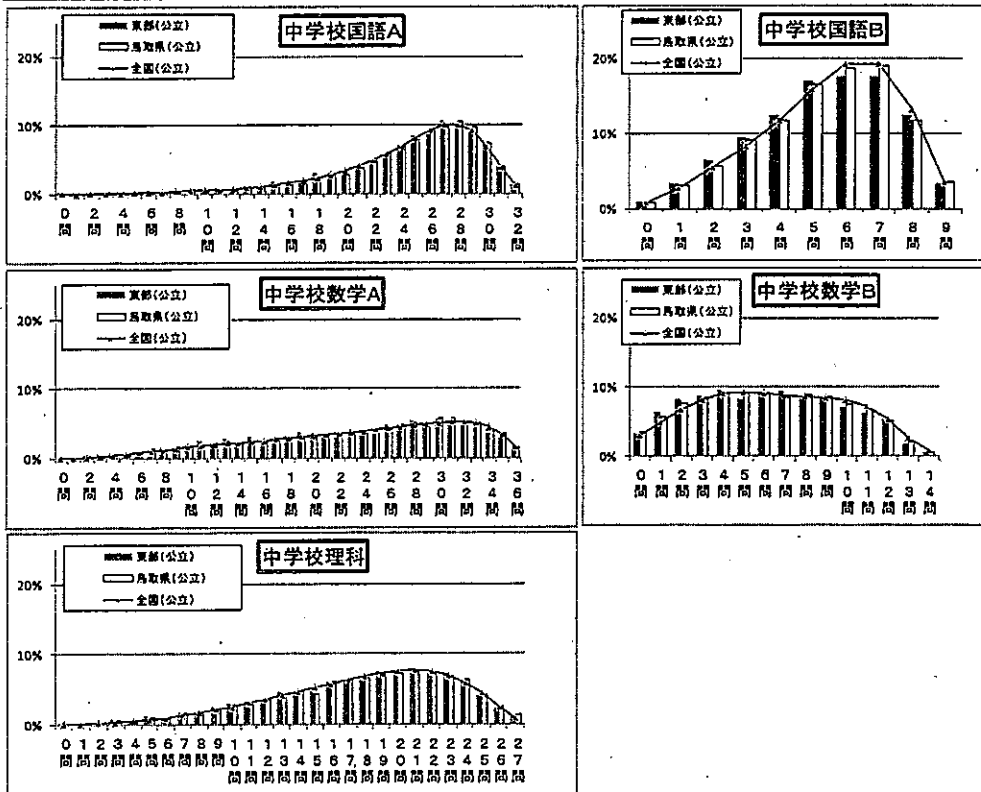 中学校国語A
東部(公立)
鳥取県(公立)
全国(公立)
20%
10%
0%
0問 2問 4問 6問 8問 10問 12問 14問 16問 18問 20問 22問 24問 26問 28問 30問 32問
中学校国語B
東部(公立)
鳥取県(公立)
全国(公立)
20%
10%
0%
0問 1問 2問 3問 4問 5問 6問 7問 8問 9問
中学校数学A
東部(公立)
鳥取県(公立)
全国(公立)
20%
10%
0%
0問 2問 4問 6問 8問 10問 12問 14問 16問 18問 20問 22問 24問 26問 28問 30問 32問 34問 36問
中学校数学B
東部(公立)
鳥取県(公立)
全国(公立)
20%
10%
0%
0問 1問 2問 3問 4問 5問 6問 7問 8問 9問 10問 11問 12問 13問 14問
中学校理科
東部(公立)
鳥取県(公立)
全国(公立)
20%
10%
0%
0問 1問 2問 3問 4問 5問 6問 7問 8問 9問 10問 11問 12問 13問 14問 15問 16問 17問 18問 19問 20問 21問 22問 23問 24問 25問 26問 27問